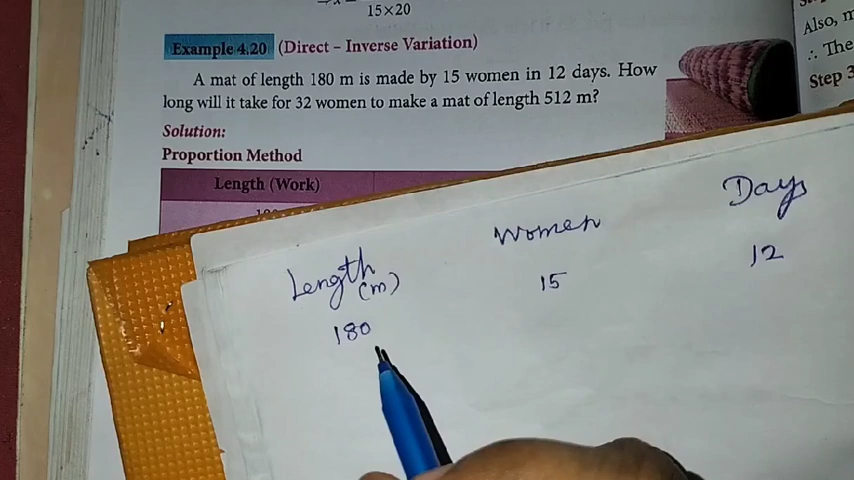 15×20
Example 4.20 (Direct – Inverse Variation)
A mat of length 180 m is made by 15 women in 12 days. How
long will it take for 32 women to make a mat of length 512 m?
Solution:
Proportion Method
Length (Work)
Also, m
∴ The
Step 3
Length (m) Women Days
180 15 12